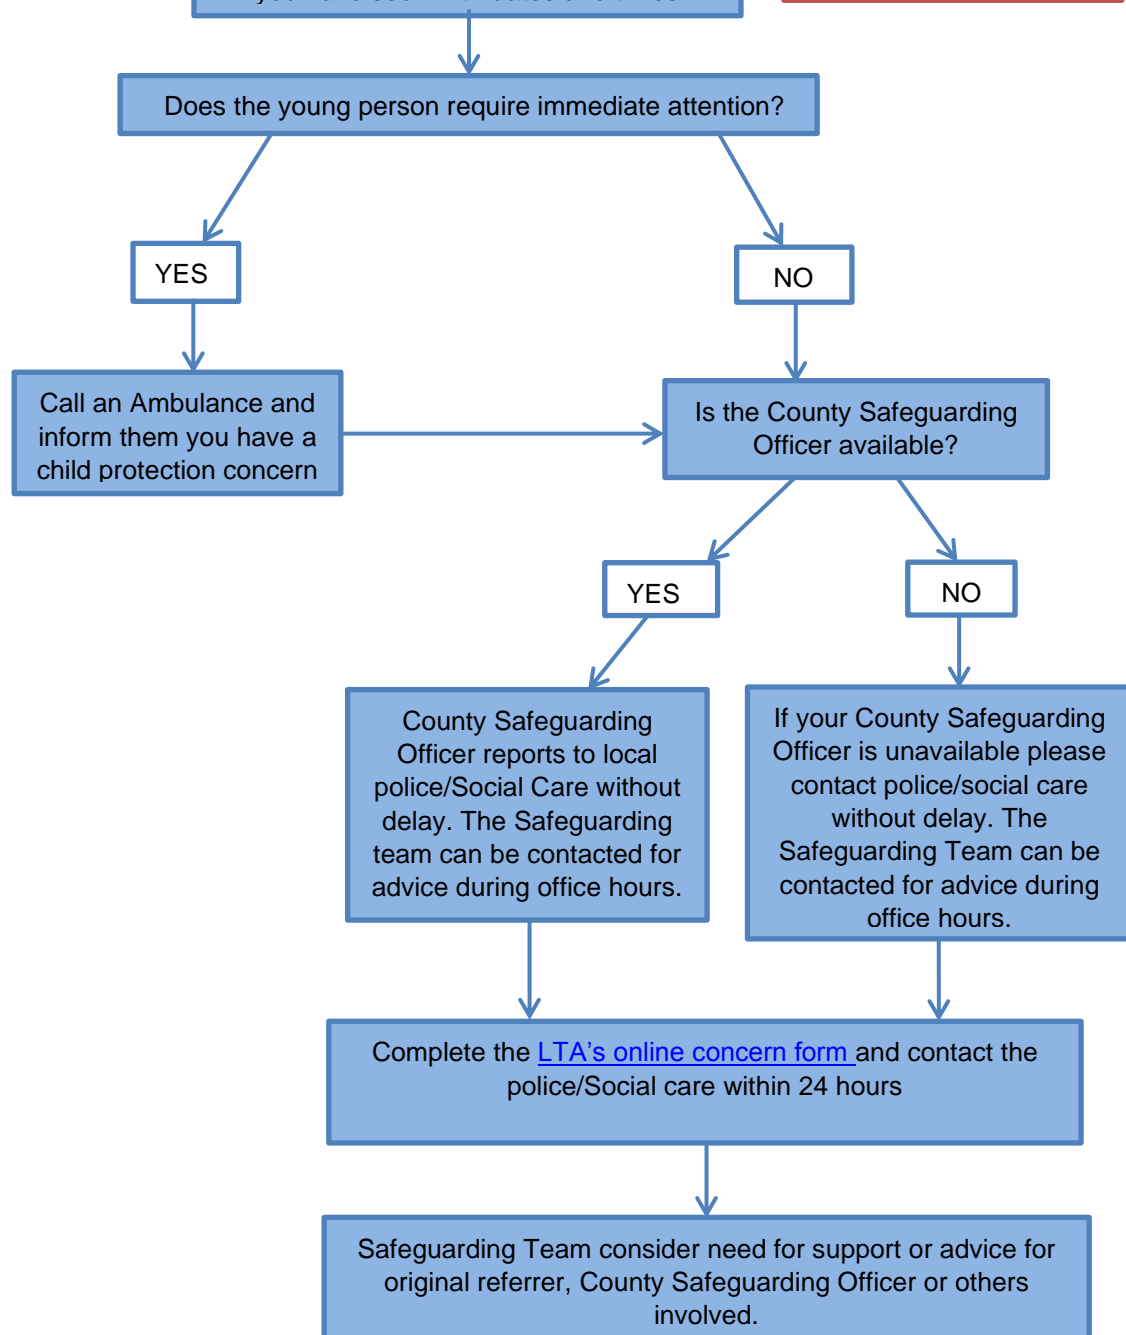 Does the young person require immediate attention?
YES
NO
Call an Ambulance and
inform them you have a
child protection concern
Is the County Safeguarding
Officer available?
YES
NO
County Safeguarding
Officer reports to local
police/Social Care without
delay. The Safeguarding
team can be contacted for
advice during office hours.
If your County Safeguarding
Officer is unavailable please
contact police/social care
without delay. The
Safeguarding Team can be
contacted for advice during
office hours.
Complete the LTA’s online concern form and contact the
police/Social care within 24 hours
Safeguarding Team consider need for support or advice for
original referrer, County Safeguarding Officer or others
involved.